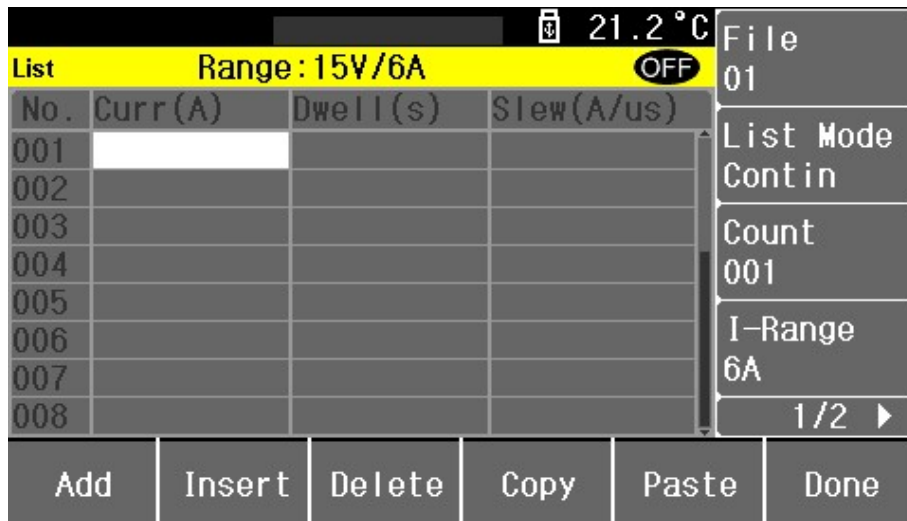 21.2°C
List Range:15V/6A OFF
No. Curr(A) Dwell(s) Slew(A/us)
001
002
003
004
005
006
007
008
File
01
List Mode
Contin
Count
001
I-Range
6A
1/2
Add Insert Delete Copy Paste Done